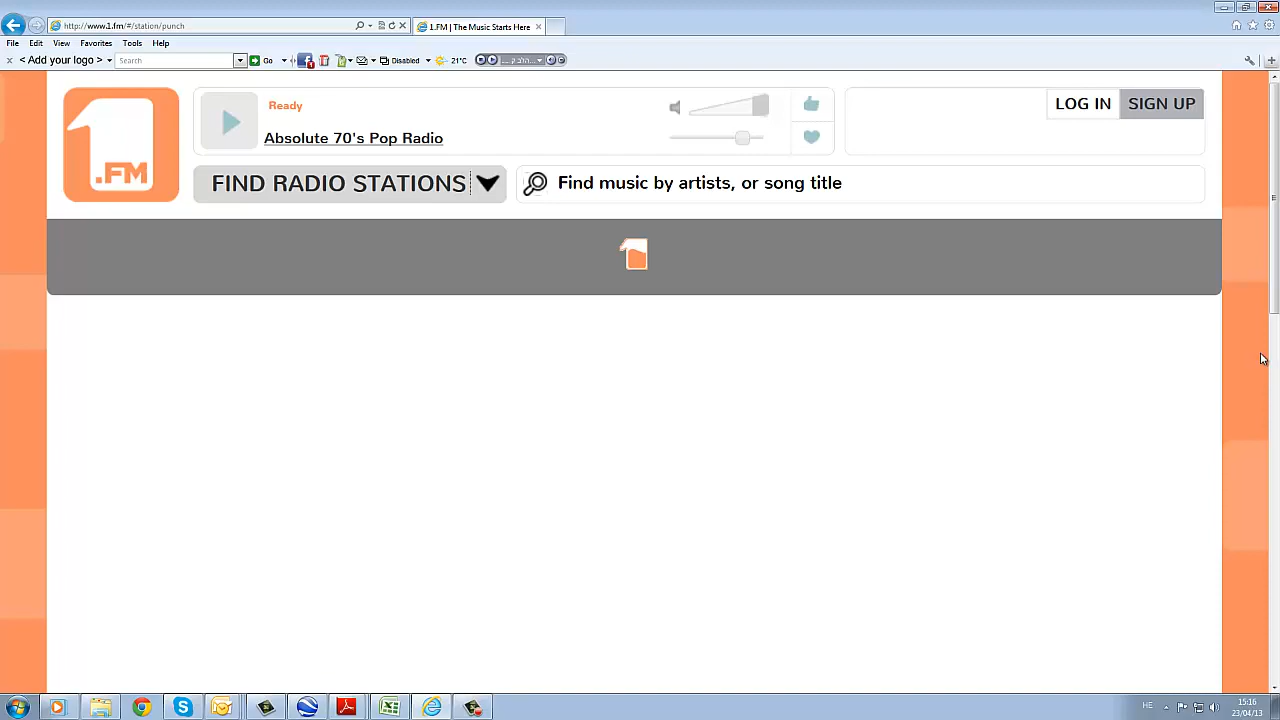 http://www.1.fm/#/station/punch
1.FM | The Music Starts Here
File Edit View Favorites Tools Help
< Add your logo > Search Go 1 Disabled 21°C
Ready
Absolute 70's Pop Radio
LOG IN SIGN UP
1.FM
FIND RADIO STATIONS
Find music by artists, or song title
HE 15:16
23/04/13